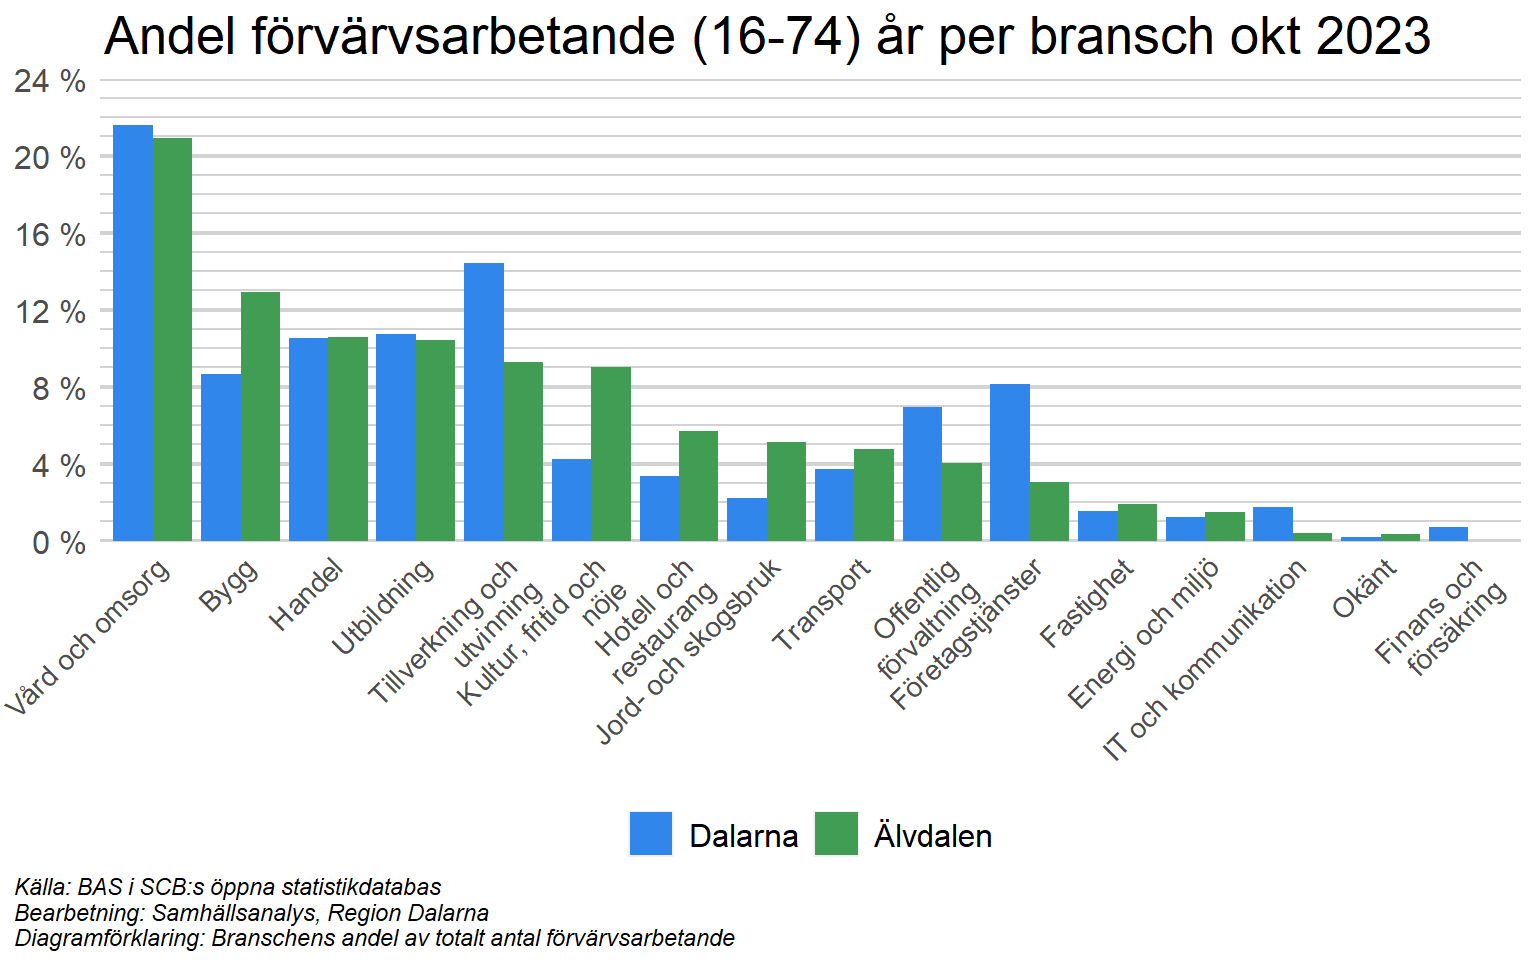 Andel förvärvsarbetande (16-74) år per bransch okt 2023
24 %
20 %
16 %
12 %
8 %
4 %
0 %
Vård och omsorg
Bygg
Handel
Utbildning
Tillverkning och
utvinning
Kultur, fritid och
nöje
Hotell och
restaurang
Jord- och skogsbruk
Transport
Offentlig
förvaltning
Företagstjänster
Fastighet
Energi och miljö
IT och kommunikation
Okänt
Finans och
försäkring
Dalarna
Älvdalen
Källa: BAS i SCB:s öppna statistikdatabas
Bearbetning: Samhällsanalys, Region Dalarna
Diagramförklaring: Branschens andel av totalt antal förvärvsarbetande